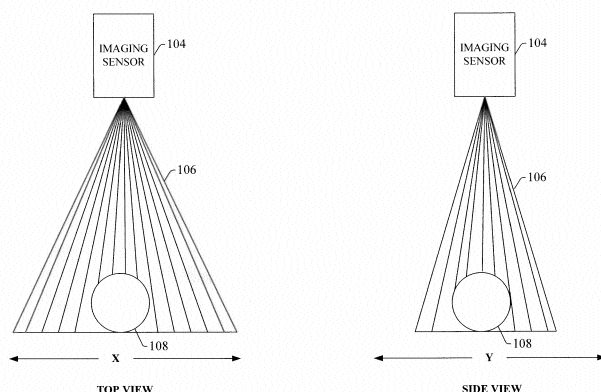 IMAGING
SENSOR
104
106
108
X
TOP VIEW
IMAGING
SENSOR
104
106
108
Y
SIDE VIEW